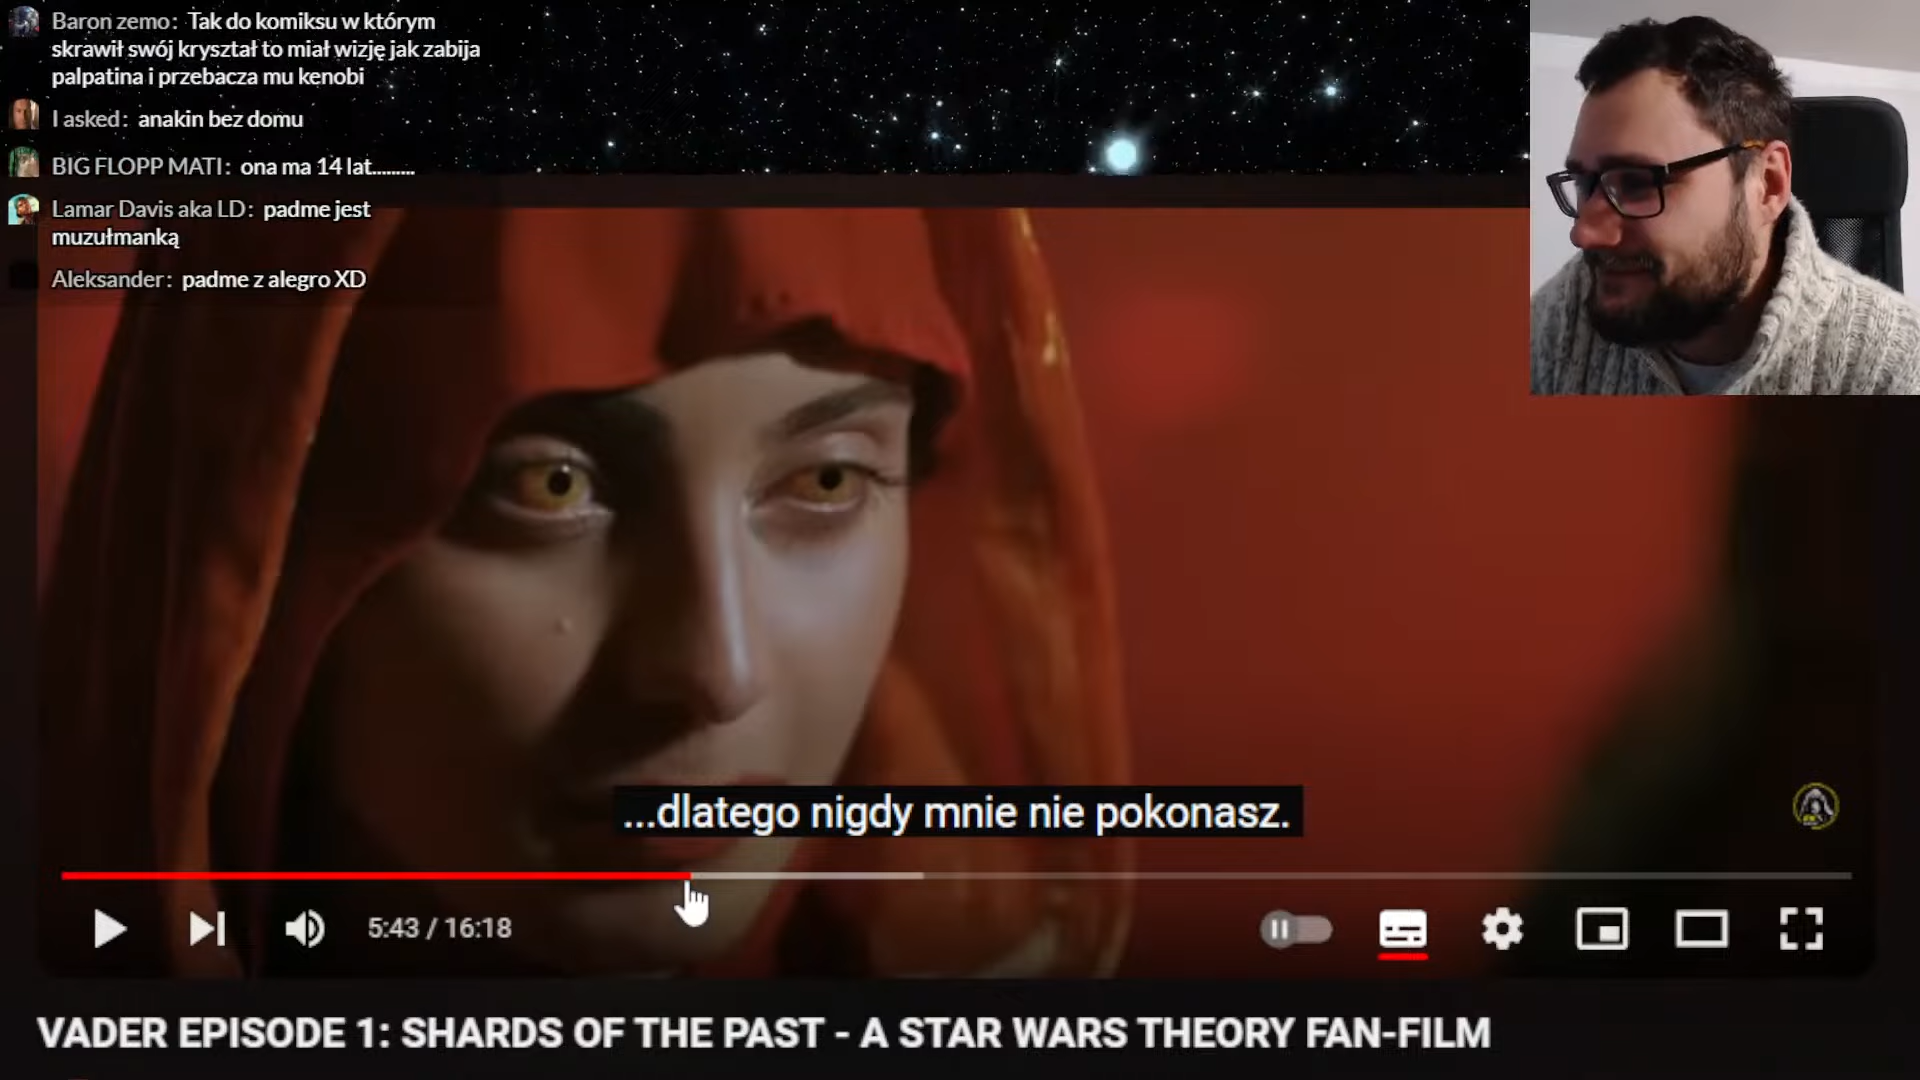 Baron zemo: Tak do komiksu w którym
skrawił swój kryształ to miał wizję jak zabija
palpatina i przebacza mu kenobi
I asked: anakin bez domu
BIG FLOPP MATI: ona ma 14 lat.........
Lamar Davis aka LD: padme jest
muzułmanką
Aleksander: padme z alegro XD
...dlatego nigdy mnie nie pokonasz.
5:43 / 16:18
VADER EPISODE 1: SHARDS OF THE PAST - A STAR WARS THEORY FAN-FILM